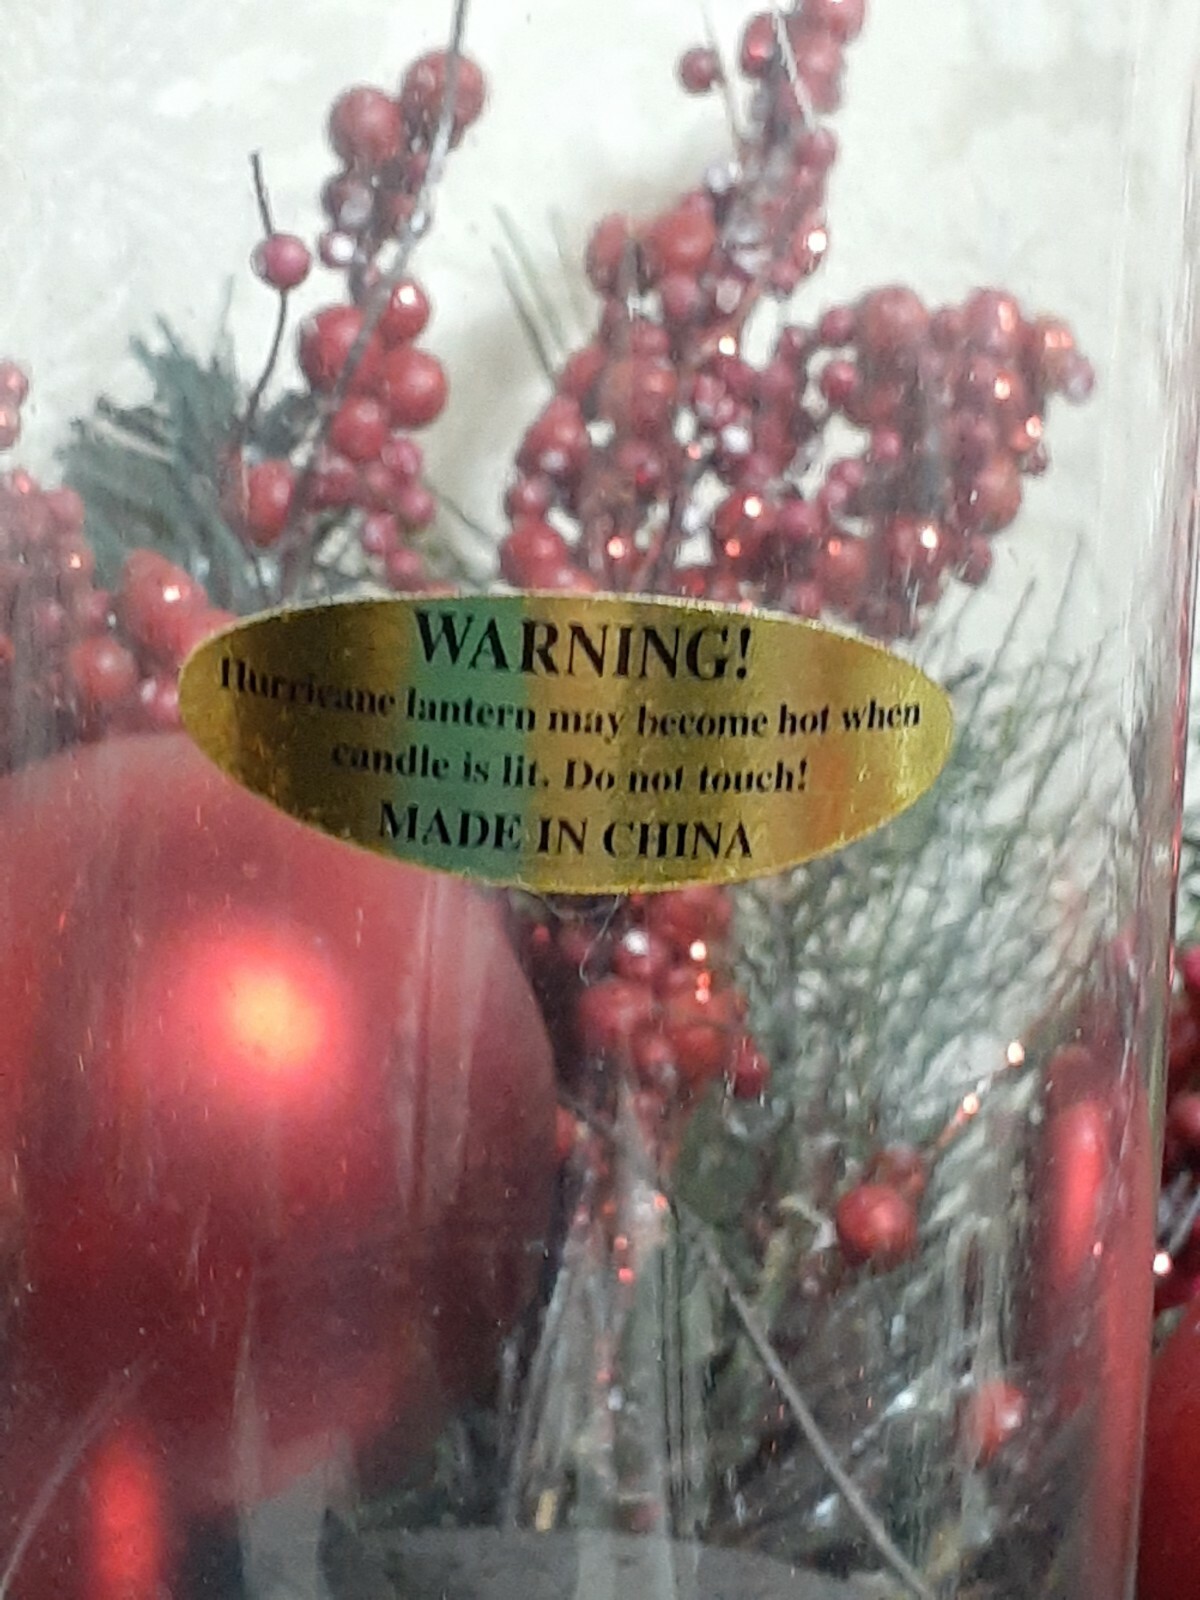 WARNING!
Hurricane lantern may become hot when
candle is lit. Do not touch!
MADE IN CHINA